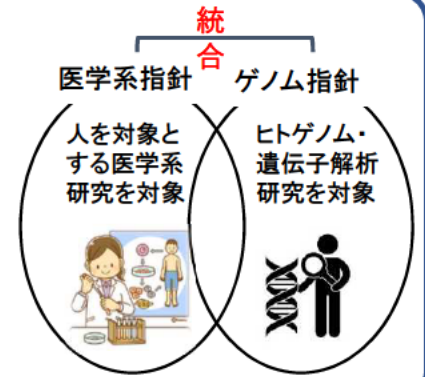 統
合
医学系指針
ゲノム指針
人を対象と
する医学系
研究を対象
ヒトゲノム・
遺伝子解析
研究を対象